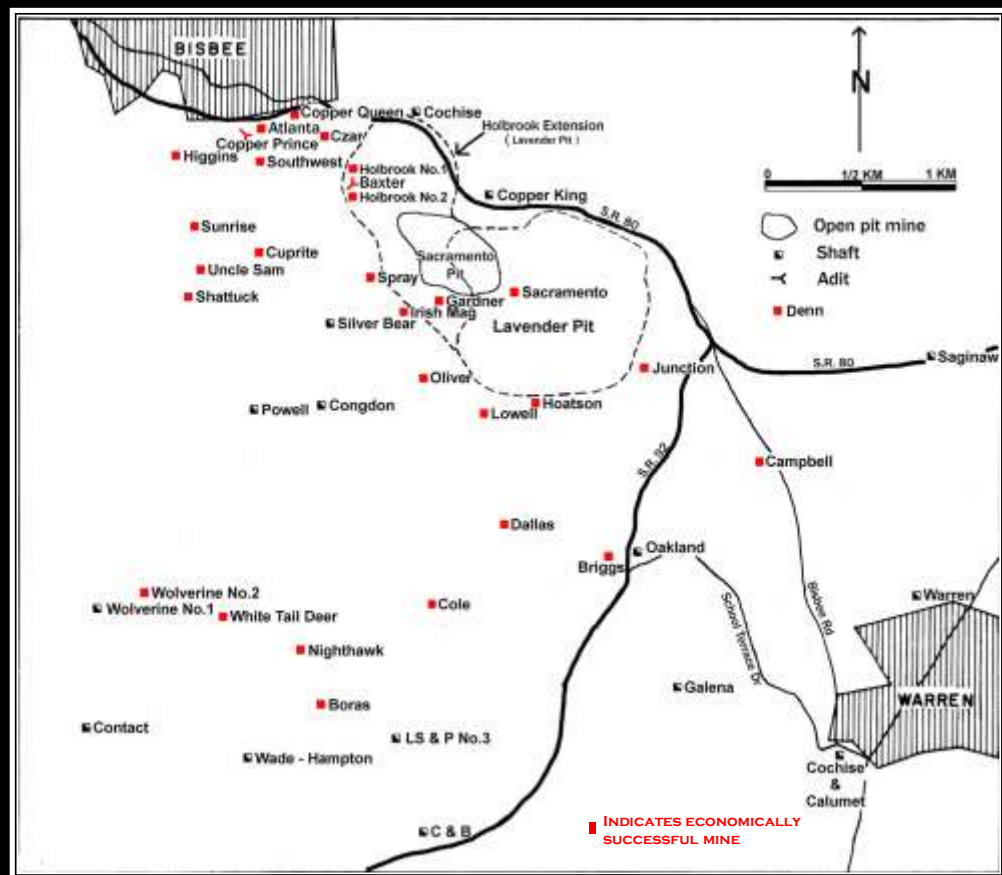 BISBEE
Copper Queen
Cochise
Atlanta
Copper Prince
Czar
Higgins
Southwest
Holbrook Extension
( Lavender Pit )
Holbrook No.1
Baxter
Holbrook No.2
Copper King
S.R. 80
N
0 1/2 KM 1 KM
Open pit mine
Shaft
Adit
Sunrise
Cuprite
Uncle Sam
Shattuck
Sacramento
Pit
Spray
Gardner
Sacramento
Irish Mag
Silver Bear
Lavender Pit
Denn
Saginaw
S.R. 80
Junction
Oliver
Powell
Congdon
Lowell
Hoatson
S.R. 92
Campbell
Dallas
Oakland
Briggs
Wolverine No.2
Wolverine No.1
White Tail Deer
Cole
Nighthawk
Bisbee Rd
School Terrace Dr
Warren
WARREN
Galena
Boras
Contact
LS & P No.3
Wade - Hampton
Cochise
&
Calumet
C & B
INDICATES ECONOMICALLY
SUCCESSFUL MINE